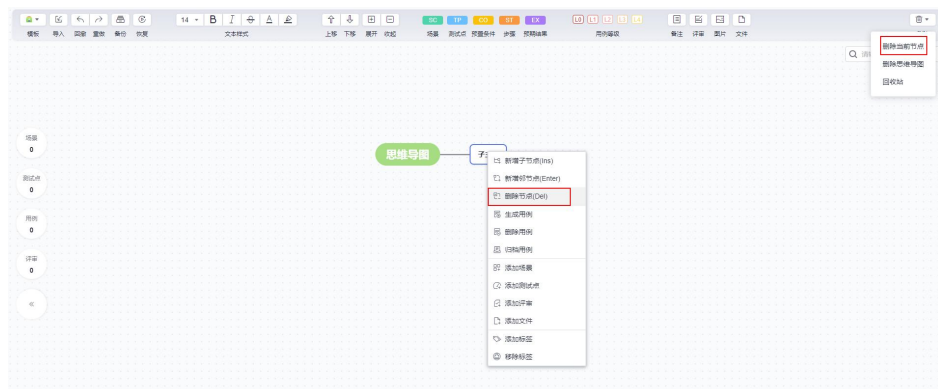 14 B I A SC TP CO ST EX L0 L1 L2 L3 L4
模板 导入 回撤 重做 备份 恢复 文本样式 上移 下移 展开 收起 场景 测试点 预置条件 步骤 预期结果 用例等级 备注 评审 图片 文件
删除当前节点
删除思维导图
回收站
场景
0
测试点
0
用例
0
评审
0
思维导图
新增子节点(Ins)
新增邻节点(Enter)
删除节点(Del)
生成用例
删除用例
归档用例
添加场景
添加测试点
添加评审
添加文件
添加标签
移除标签